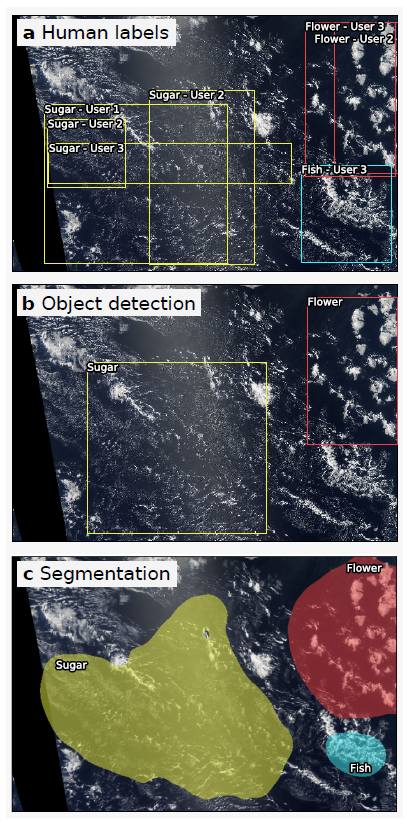 a Human labels
Flower - User 3
Flower - User 2
Sugar - User 2
Sugar - User 1
Sugar - User 2
Sugar - User 3
Fish - User 3
b Object detection
Flower
Sugar
c Segmentation
Flower
Sugar
Fish